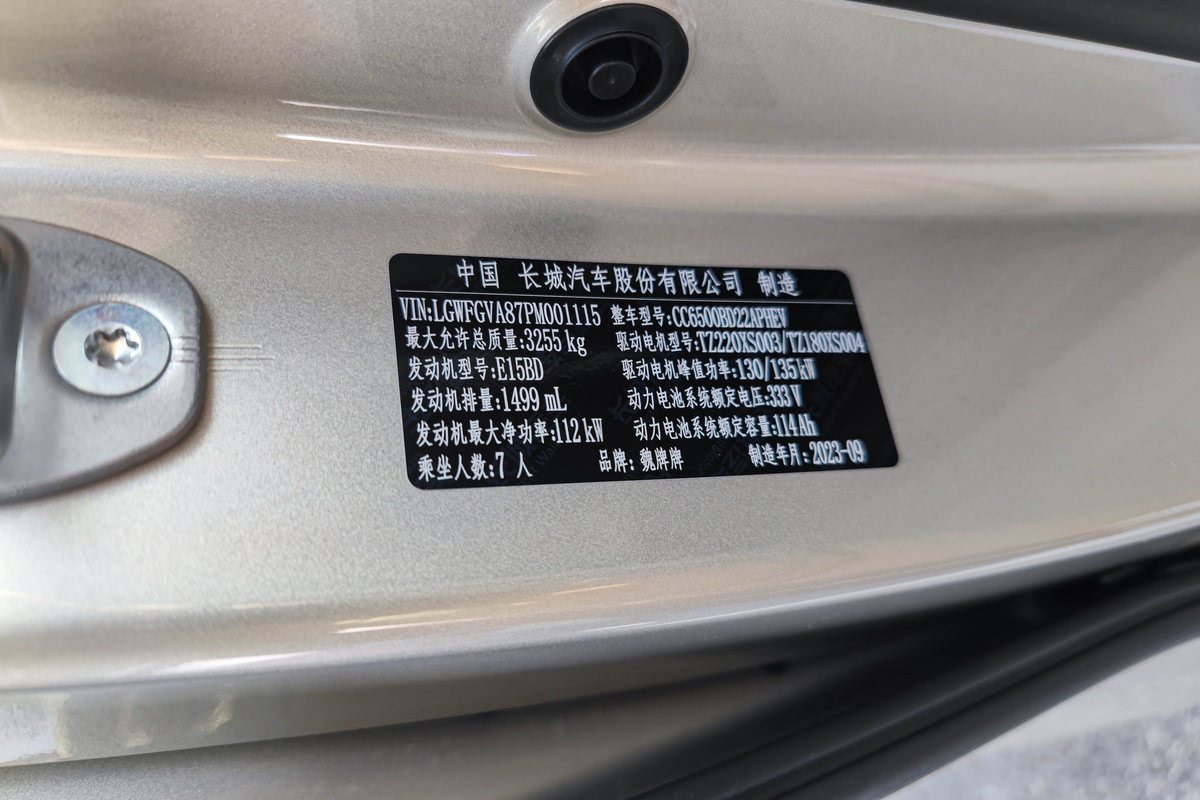 中国 长城汽车股份有限公司 制造
VIN:LGWFGVA87PM001115 整车型号:CC6500BD22APHEV
最大允许总质量:3255 kg 驱动电机型号:TZ220XS003/TZ180XS004
发动机型号:E15BD 驱动电机峰值功率:130/135kW
发动机排量:1499 mL 动力电池系统额定电压:333 V
发动机最大净功率:112 kW 动力电池系统额定容量:114 Ah
乘坐人数:7 人 品牌: 魏牌牌 制造年月: 2023-09